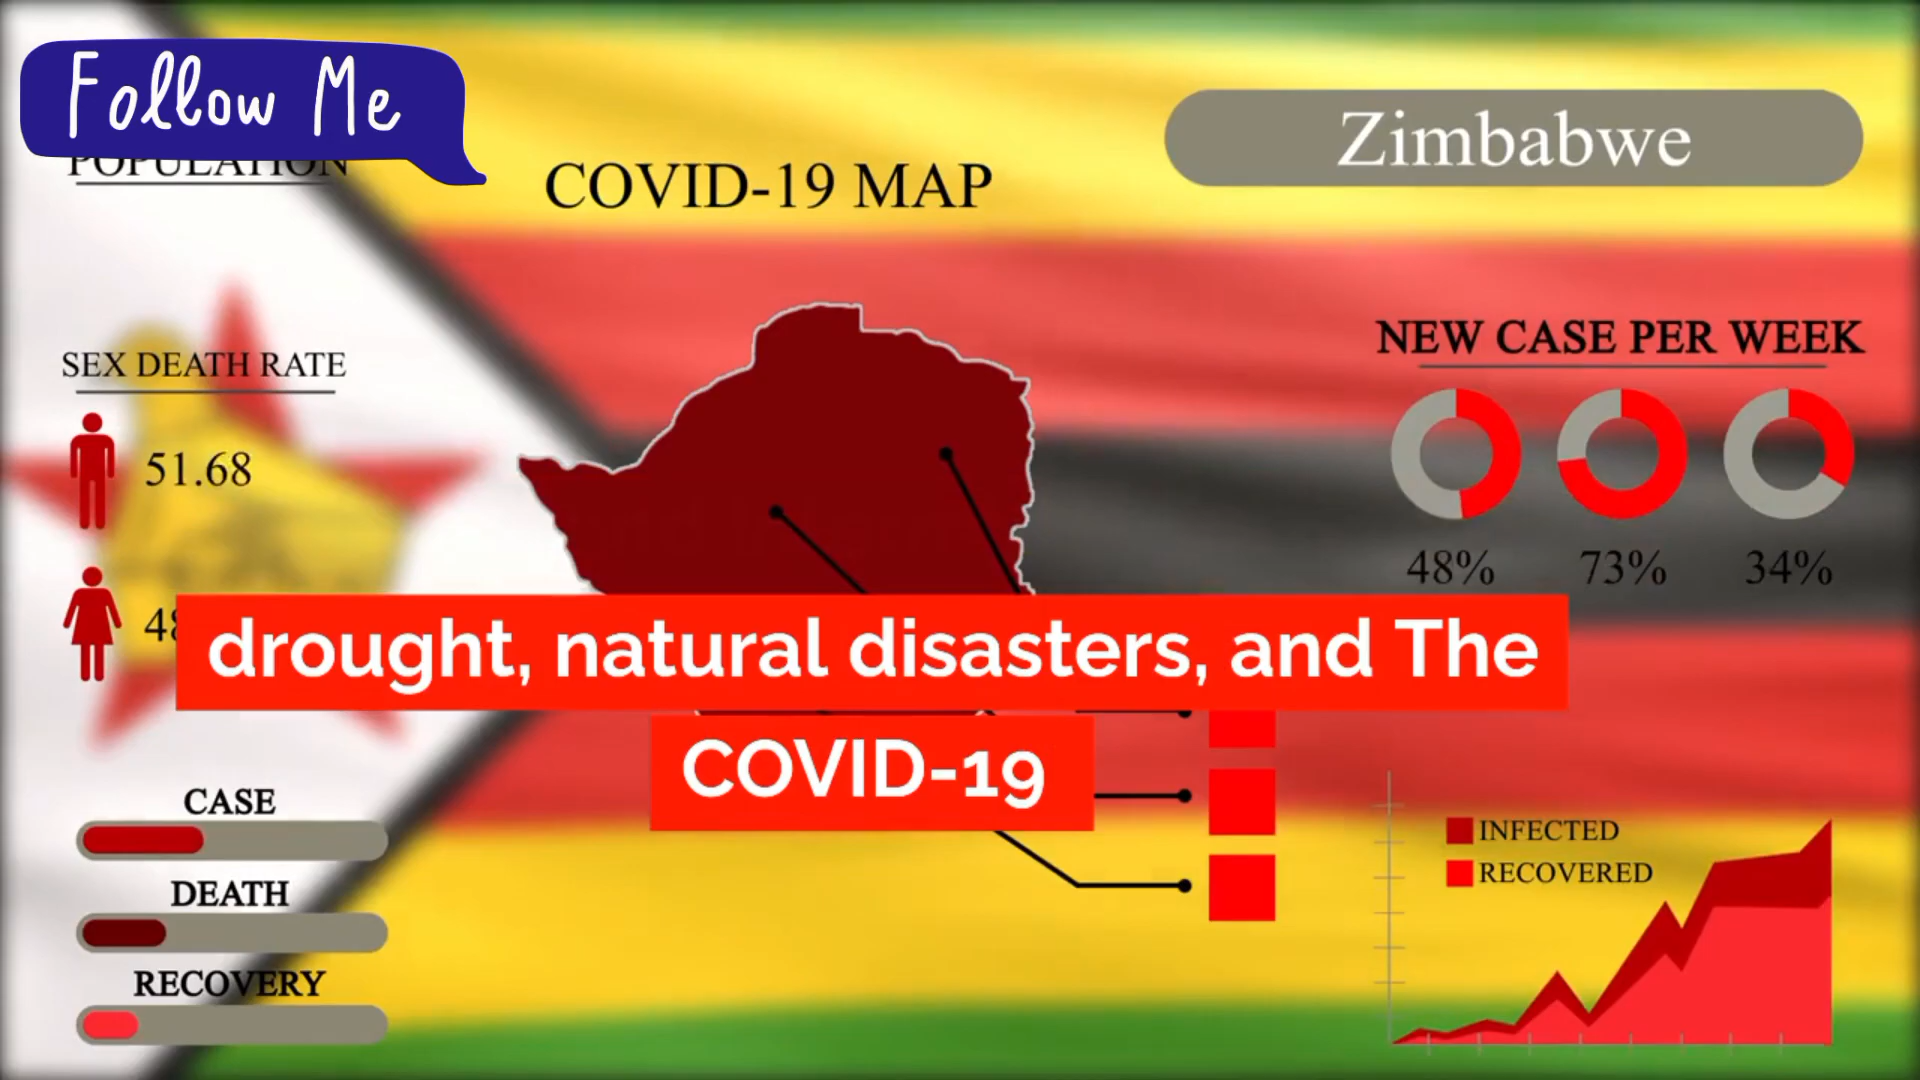 Follow Me
POPULATION
COVID-19 MAP
Zimbabwe
SEX DEATH RATE
51.68
NEW CASE PER WEEK
48% 73% 34%
drought, natural disasters, and The
COVID-19
CASE
DEATH
RECOVERY
INFECTED
RECOVERED